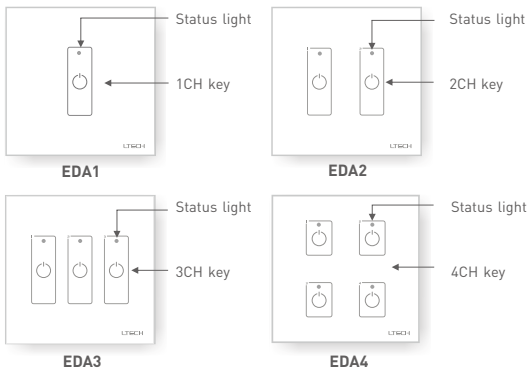 Status light
1CH key
LTECH
EDA1
Status light
2CH key
LTECH
EDA2
Status light
3CH key
LTECH
EDA3
Status light
4CH key
LTECH
EDA4